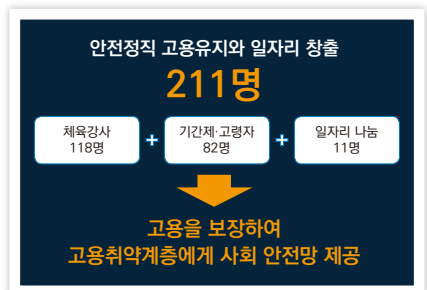 안전정직 고용유지와 일자리 창출
211명
체육강사
118명
+
기간제·고령자
82명
+
일자리 나눔
11명
고용을 보장하여
고용취약계층에게 사회 안전망 제공